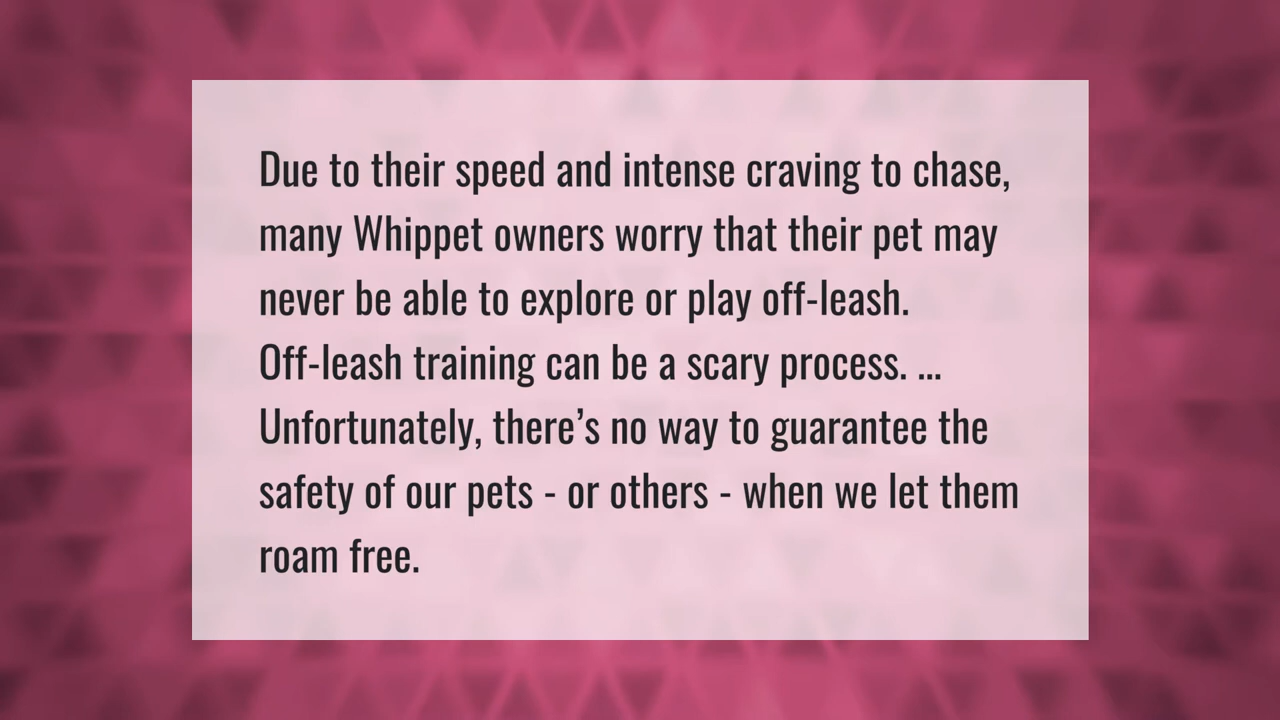 Due to their speed and intense craving to chase,
many Whippet owners worry that their pet may
never be able to explore or play off-leash.
Off-leash training can be a scary process. ...
Unfortunately, there’s no way to guarantee the
safety of our pets - or others - when we let them
roam free.